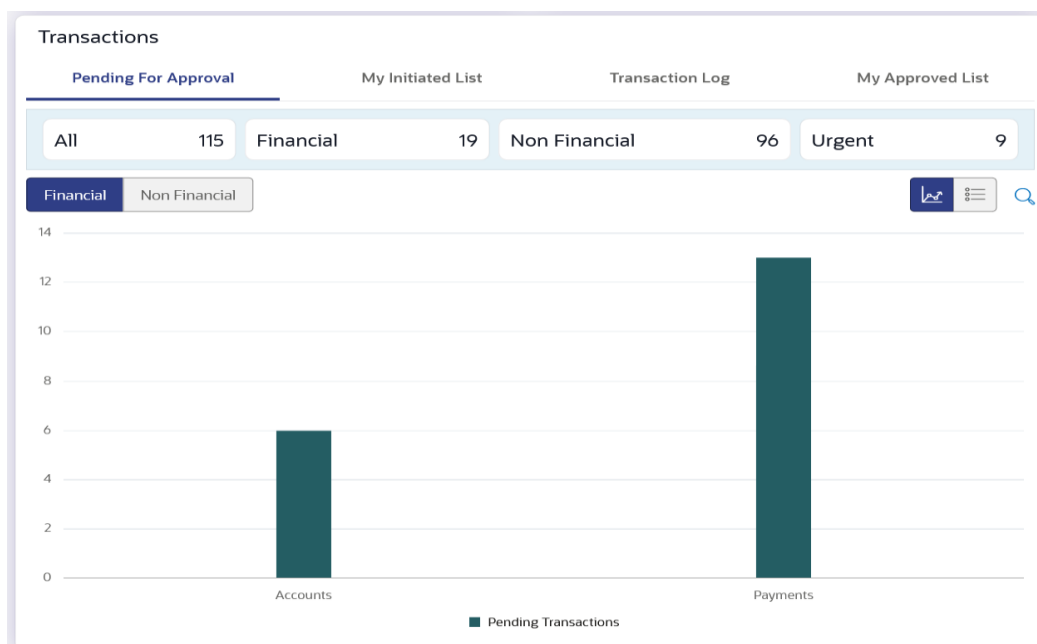 Transactions
Pending For Approval My Initiated List Transaction Log My Approved List
All 115 Financial 19 Non Financial 96 Urgent 9
Financial Non Financial
14
12
10
8
6
4
2
0
Accounts Payments
Pending Transactions